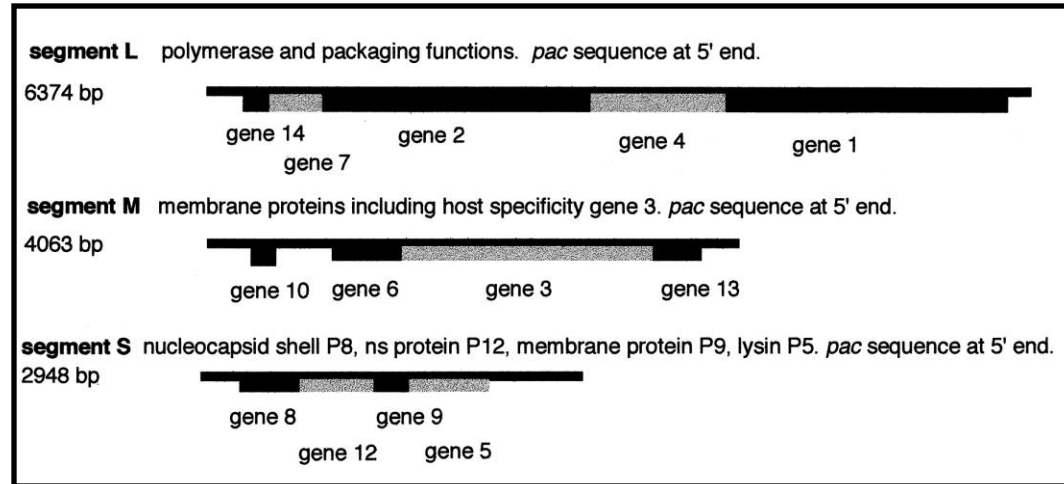 segment L polymerase and packaging functions. pac sequence at 5' end.
6374 bp
gene 14 gene 2 gene 4 gene 1
gene 7
segment M membrane proteins including host specificity gene 3. pac sequence at 5' end.
4063 bp
gene 10 gene 6 gene 3 gene 13
segment S nucleocapsid shell P8, ns protein P12, membrane protein P9, lysin P5. pac sequence at 5' end.
2948 bp
gene 8 gene 9
gene 12 gene 5